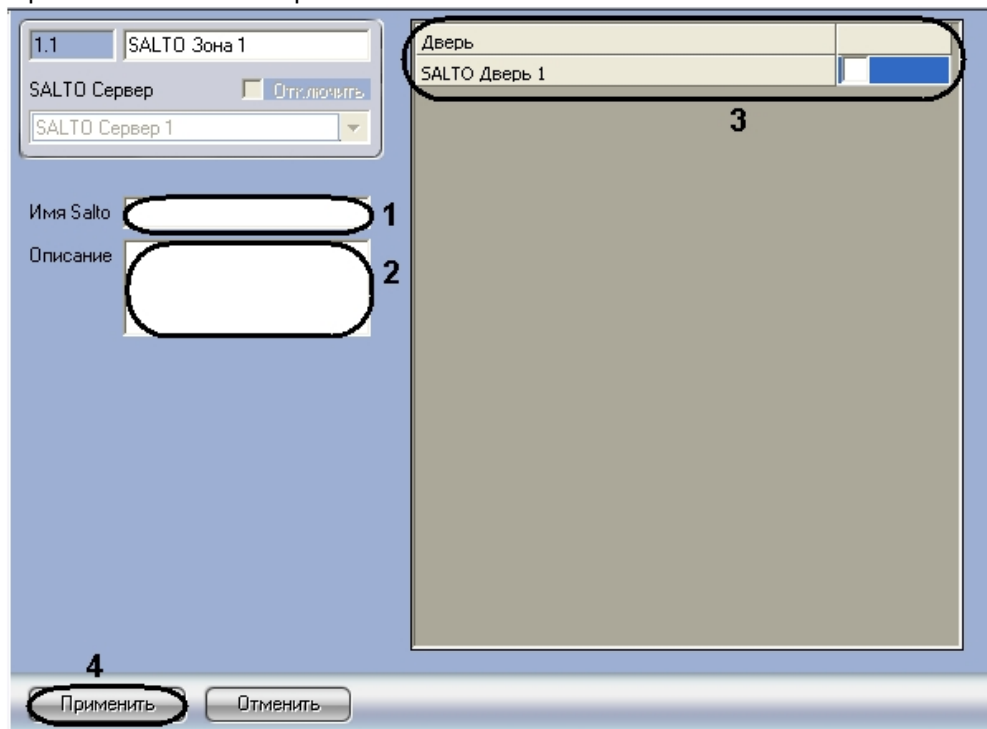 1.1 SALTO Зона 1
SALTO Сервер Отключить
SALTO Сервер 1
Имя Salto 1
Описание 2
Дверь
SALTO Дверь 1
3
4
Применить Отменить